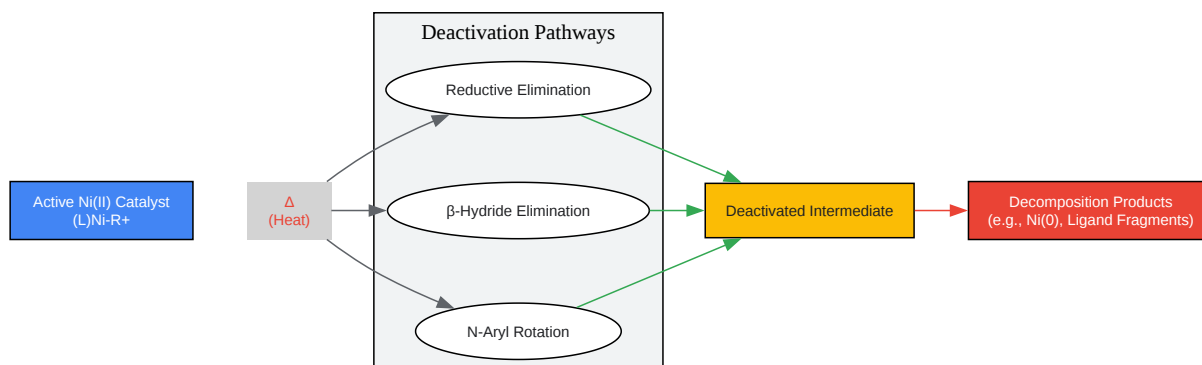 Deactivation Pathways
Reductive Elimination
Active Ni(II) Catalyst
(L)Ni-R+
Δ
(Heat)
β-Hydride Elimination
Deactivated Intermediate
Decomposition Products
(e.g., Ni(0), Ligand Fragments)
N-Aryl Rotation